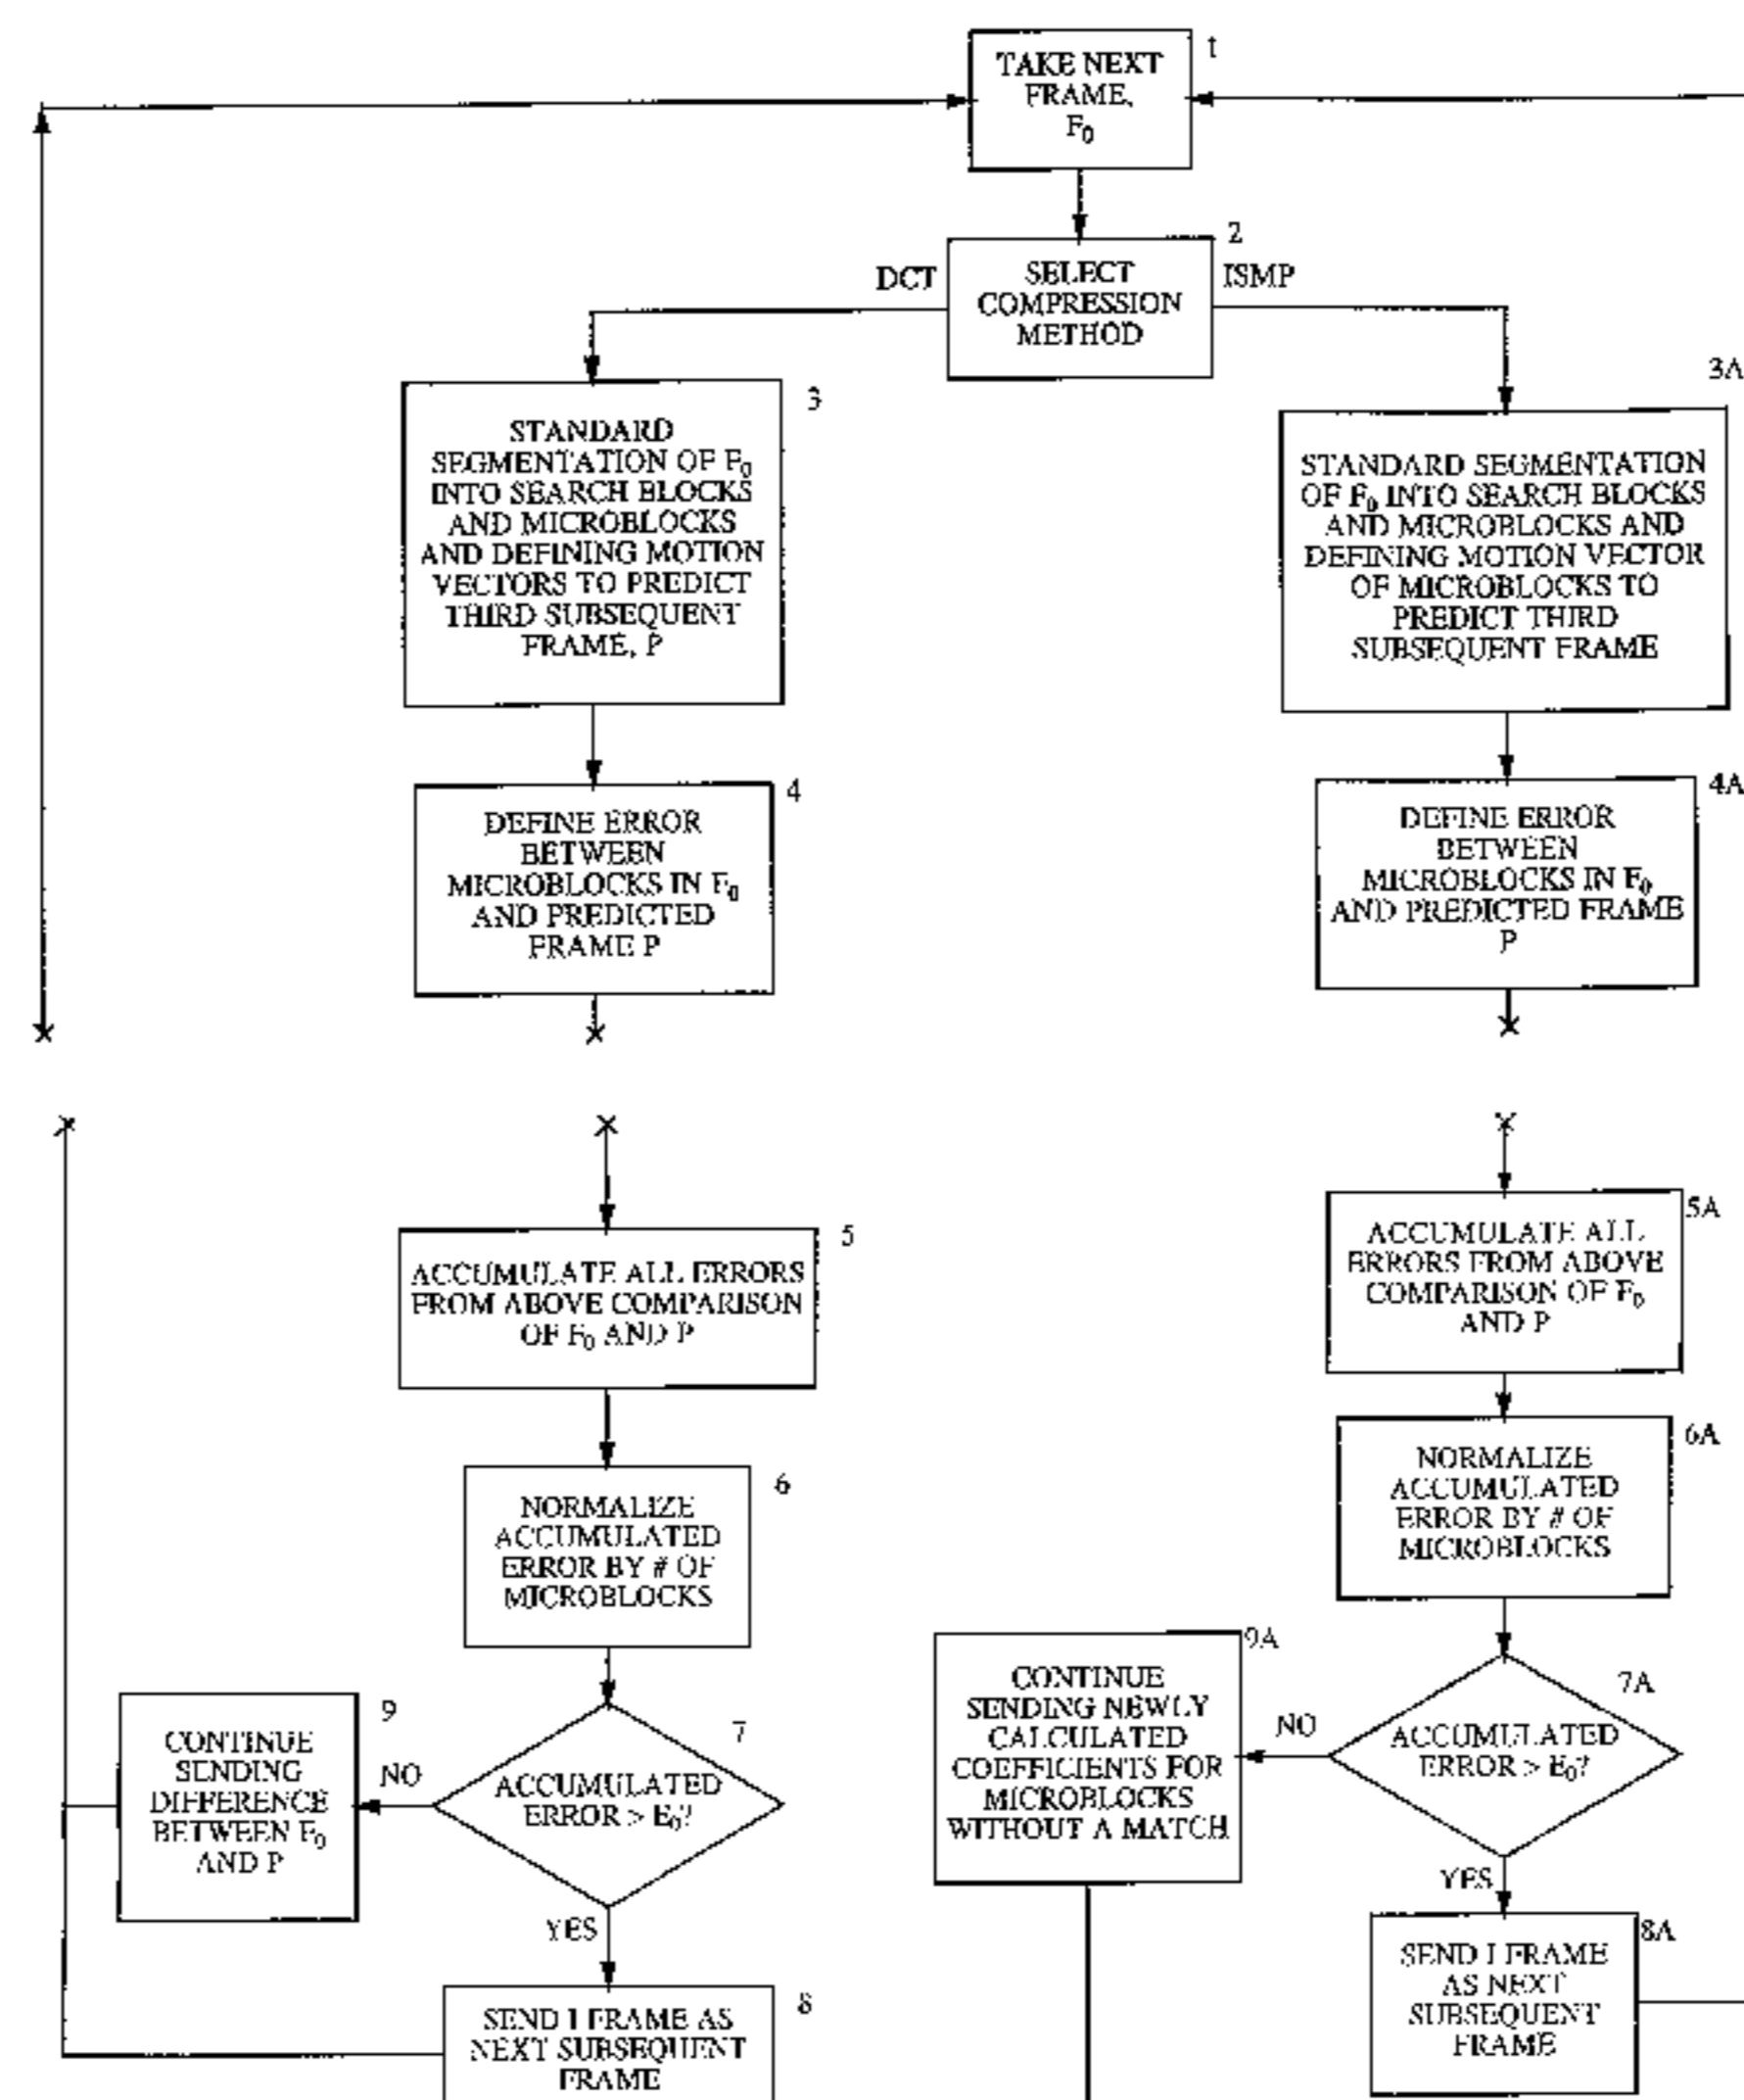 1
TAKE NEXT
FRAME,
F₀
2
DCT
SELECT
COMPRESSION
METHOD
ISMP
3
STANDARD
SEGMENTATION OF F₀
INTO SEARCH BLOCKS
AND MICROBLOCKS
AND DEFINING MOTION
VECTORS TO PREDICT
THIRD SUBSEQUENT
FRAME, P
3A
STANDARD SEGMENTATION
OF F₀ INTO SEARCH BLOCKS
AND MICROBLOCKS AND
DEFINING MOTION VECTOR
OF MICROBLOCKS TO
PREDICT THIRD
SUBSEQUENT FRAME
4
DEFINE ERROR
BETWEEN
MICROBLOCKS IN F₀
AND PREDICTED
FRAME P
4A
DEFINE ERROR
BETWEEN
MICROBLOCKS IN F₀
AND PREDICTED FRAME
P
5
ACCUMULATE ALL ERRORS
FROM ABOVE COMPARISON
OF F₀ AND P
5A
ACCUMULATE ALL
ERRORS FROM ABOVE
COMPARISON OF F₀
AND P
6
NORMALIZE
ACCUMULATED
ERROR BY # OF
MICROBLOCKS
6A
NORMALIZE
ACCUMULATED
ERROR BY # OF
MICROBLOCKS
9
CONTINUE
SENDING
DIFFERENCE
BETWEEN F₀
AND P
NO
7
ACCUMULATED
ERROR > E₀?
YES
9A
CONTINUE
SENDING NEWLY
CALCULATED
COEFFICIENTS FOR
MICROBLOCKS
WITHOUT A MATCH
NO
7A
ACCUMULATED
ERROR > E₀?
YES
8
SEND I FRAME AS
NEXT SUBSEQUENT
FRAME
8A
SEND I FRAME
AS NEXT
SUBSEQUENT
FRAME